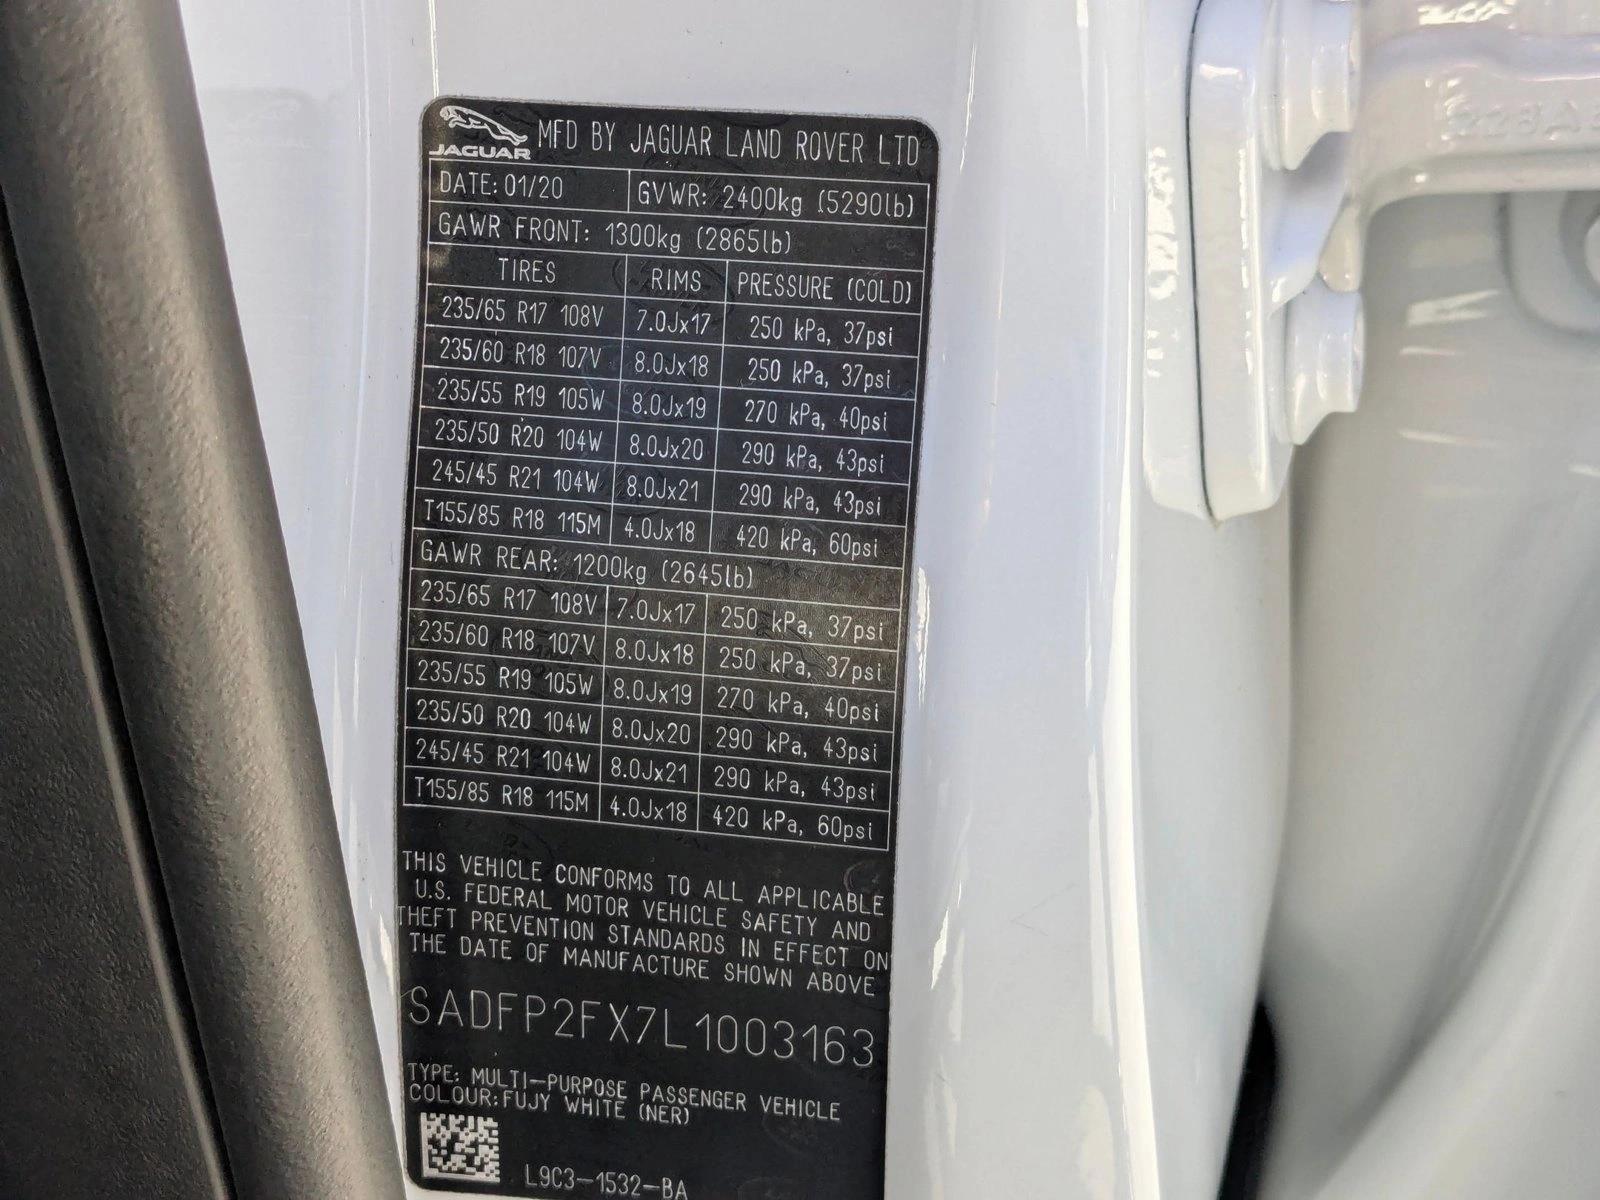 JAGUAR MFD BY JAGUAR LAND ROVER LTD
DATE: 01/20 GVWR: 2400kg (5290lb)
GAWR FRONT: 1300kg (2865lb)
TIRES RIMS PRESSURE (COLD)
235/65 R17 108V 7.0Jx17 250 kPa, 37psi
235/60 R18 107V 8.0Jx18 250 kPa, 37psi
235/55 R19 105W 8.0Jx19 270 kPa, 40psi
235/50 R20 104W 8.0Jx20 290 kPa, 43psi
245/45 R21 104W 8.0Jx21 290 kPa, 43psi
T155/85 R18 115M 4.0Jx18 420 kPa, 60psi
GAWR REAR: 1200kg (2645lb)
235/65 R17 108V 7.0Jx17 250 kPa, 37psi
235/60 R18 107V 8.0Jx18 250 kPa, 37psi
235/55 R19 105W 8.0Jx19 270 kPa, 40psi
235/50 R20 104W 8.0Jx20 290 kPa, 43psi
245/45 R21 104W 8.0Jx21 290 kPa, 43psi
T155/85 R18 115M 4.0Jx18 420 kPa, 60psi
THIS VEHICLE CONFORMS TO ALL APPLICABLE
U.S. FEDERAL MOTOR VEHICLE SAFETY AND
THEFT PREVENTION STANDARDS IN EFFECT ON
THE DATE OF MANUFACTURE SHOWN ABOVE
SADFP2FX7L1003163
TYPE: MULTI-PURPOSE PASSENGER VEHICLE
COLOUR:FUJY WHITE (NER)
L9C3-1532-BA